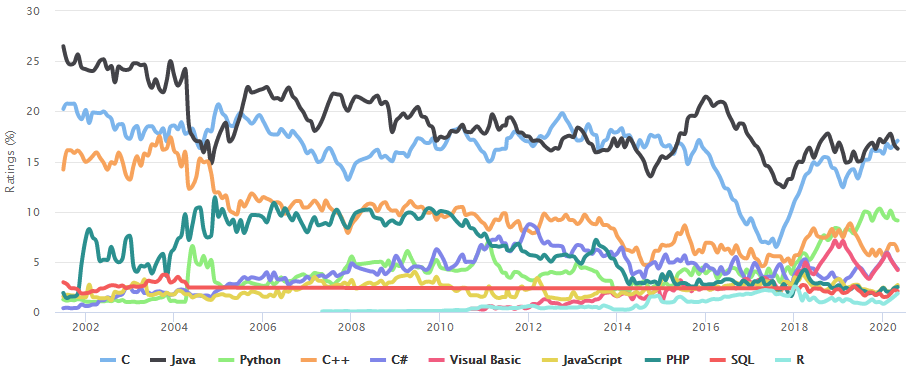 30
25
20
15
10
5
0
Ratings (%)
2002 2004 2006 2008 2010 2012 2014 2016 2018 2020
C Java Python C++ C# Visual Basic JavaScript PHP SQL R